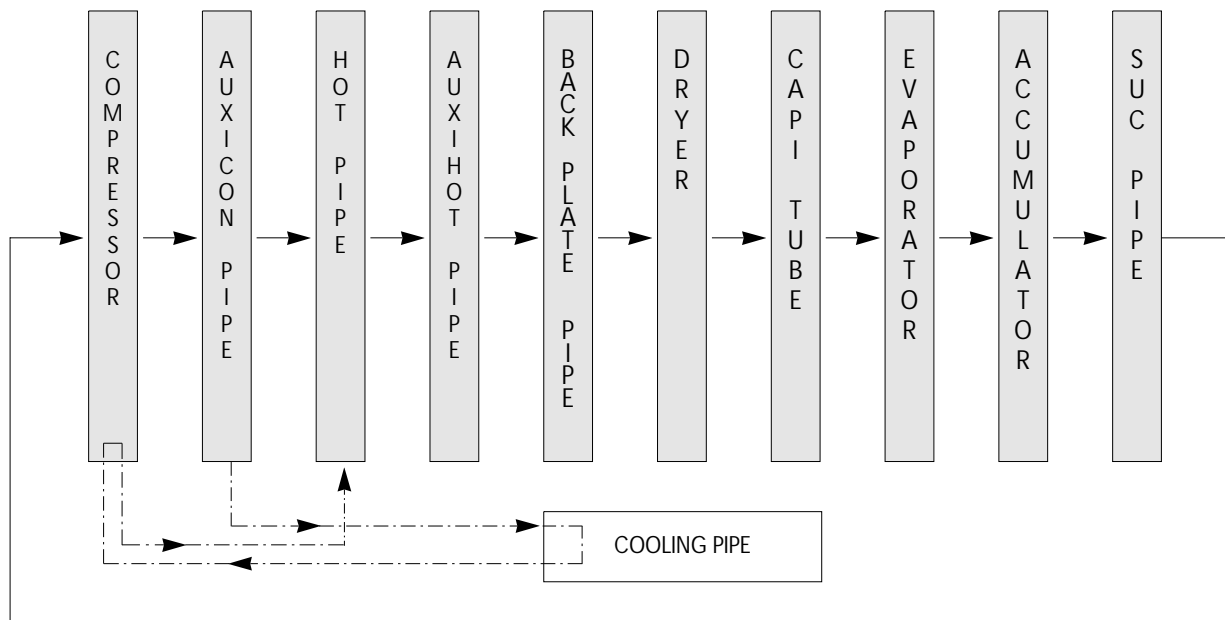 COMPRESSOR
AUXICON PIPE
HOT PIPE
AUXIHOT PIPE
BACK PLATE PIPE
DRYER
CAPI TUBE
EVAPORATOR
ACCUMULATOR
SUC PIPE
COOLING PIPE